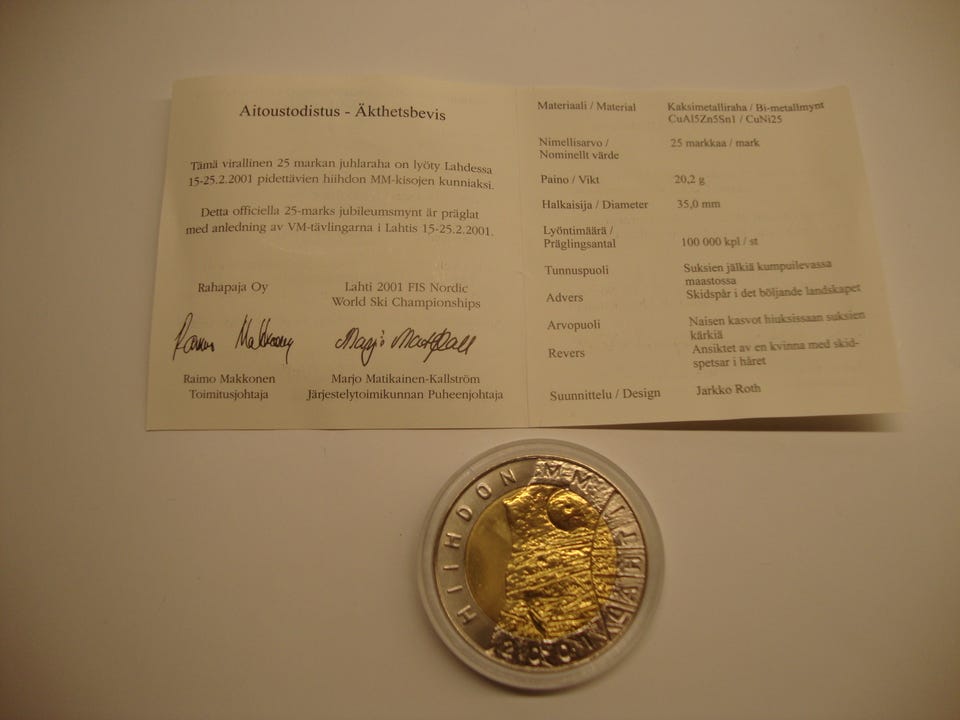 Aitoustodistus - Äkthetsbevis
Tämä virallinen 25 markan juhlaraha on lyöty Lahdessa
15-25.2.2001 pidettävien hiihdon MM-kisojen kunniaksi.
Detta officiella 25-marks jubileumsmynt är präglat
med anledning av VM-tävlingarna i Lahtis 15-25.2.2001.
Rahapaja Oy
Raimo Makkonen
Toimitusjohtaja
Lahti 2001 FIS Nordic
World Ski Championships
Marjo Matikainen-Kallström
Järjestelytoimikunnan Puheenjohtaja
Materiaali / Material Kaksimetalliraha / Bi-metallmynt
CuAl5Zn5Sn1 / CuNi25
Nimellisarvo / 25 markkaa / mark
Nominellt värde
Paino / Vikt 20,2 g
Halkaisija / Diameter 35,0 mm
Lyöntimäärä /
Präglingsantal 100 000 kpl / st
Tunnuspuoli Suksien jälkiä kumpuilevassa
maastossa
Advers Skidspår i det böljande landskapet
Arvopuoli Naisen kasvot hiuksissaan suksien
kärkiä
Revers Ansiktet av en kvinna med skid-
spetsar i håret
Suunnittelu / Design Jarkko Roth
HIIHDON M-M LAHTI
2001